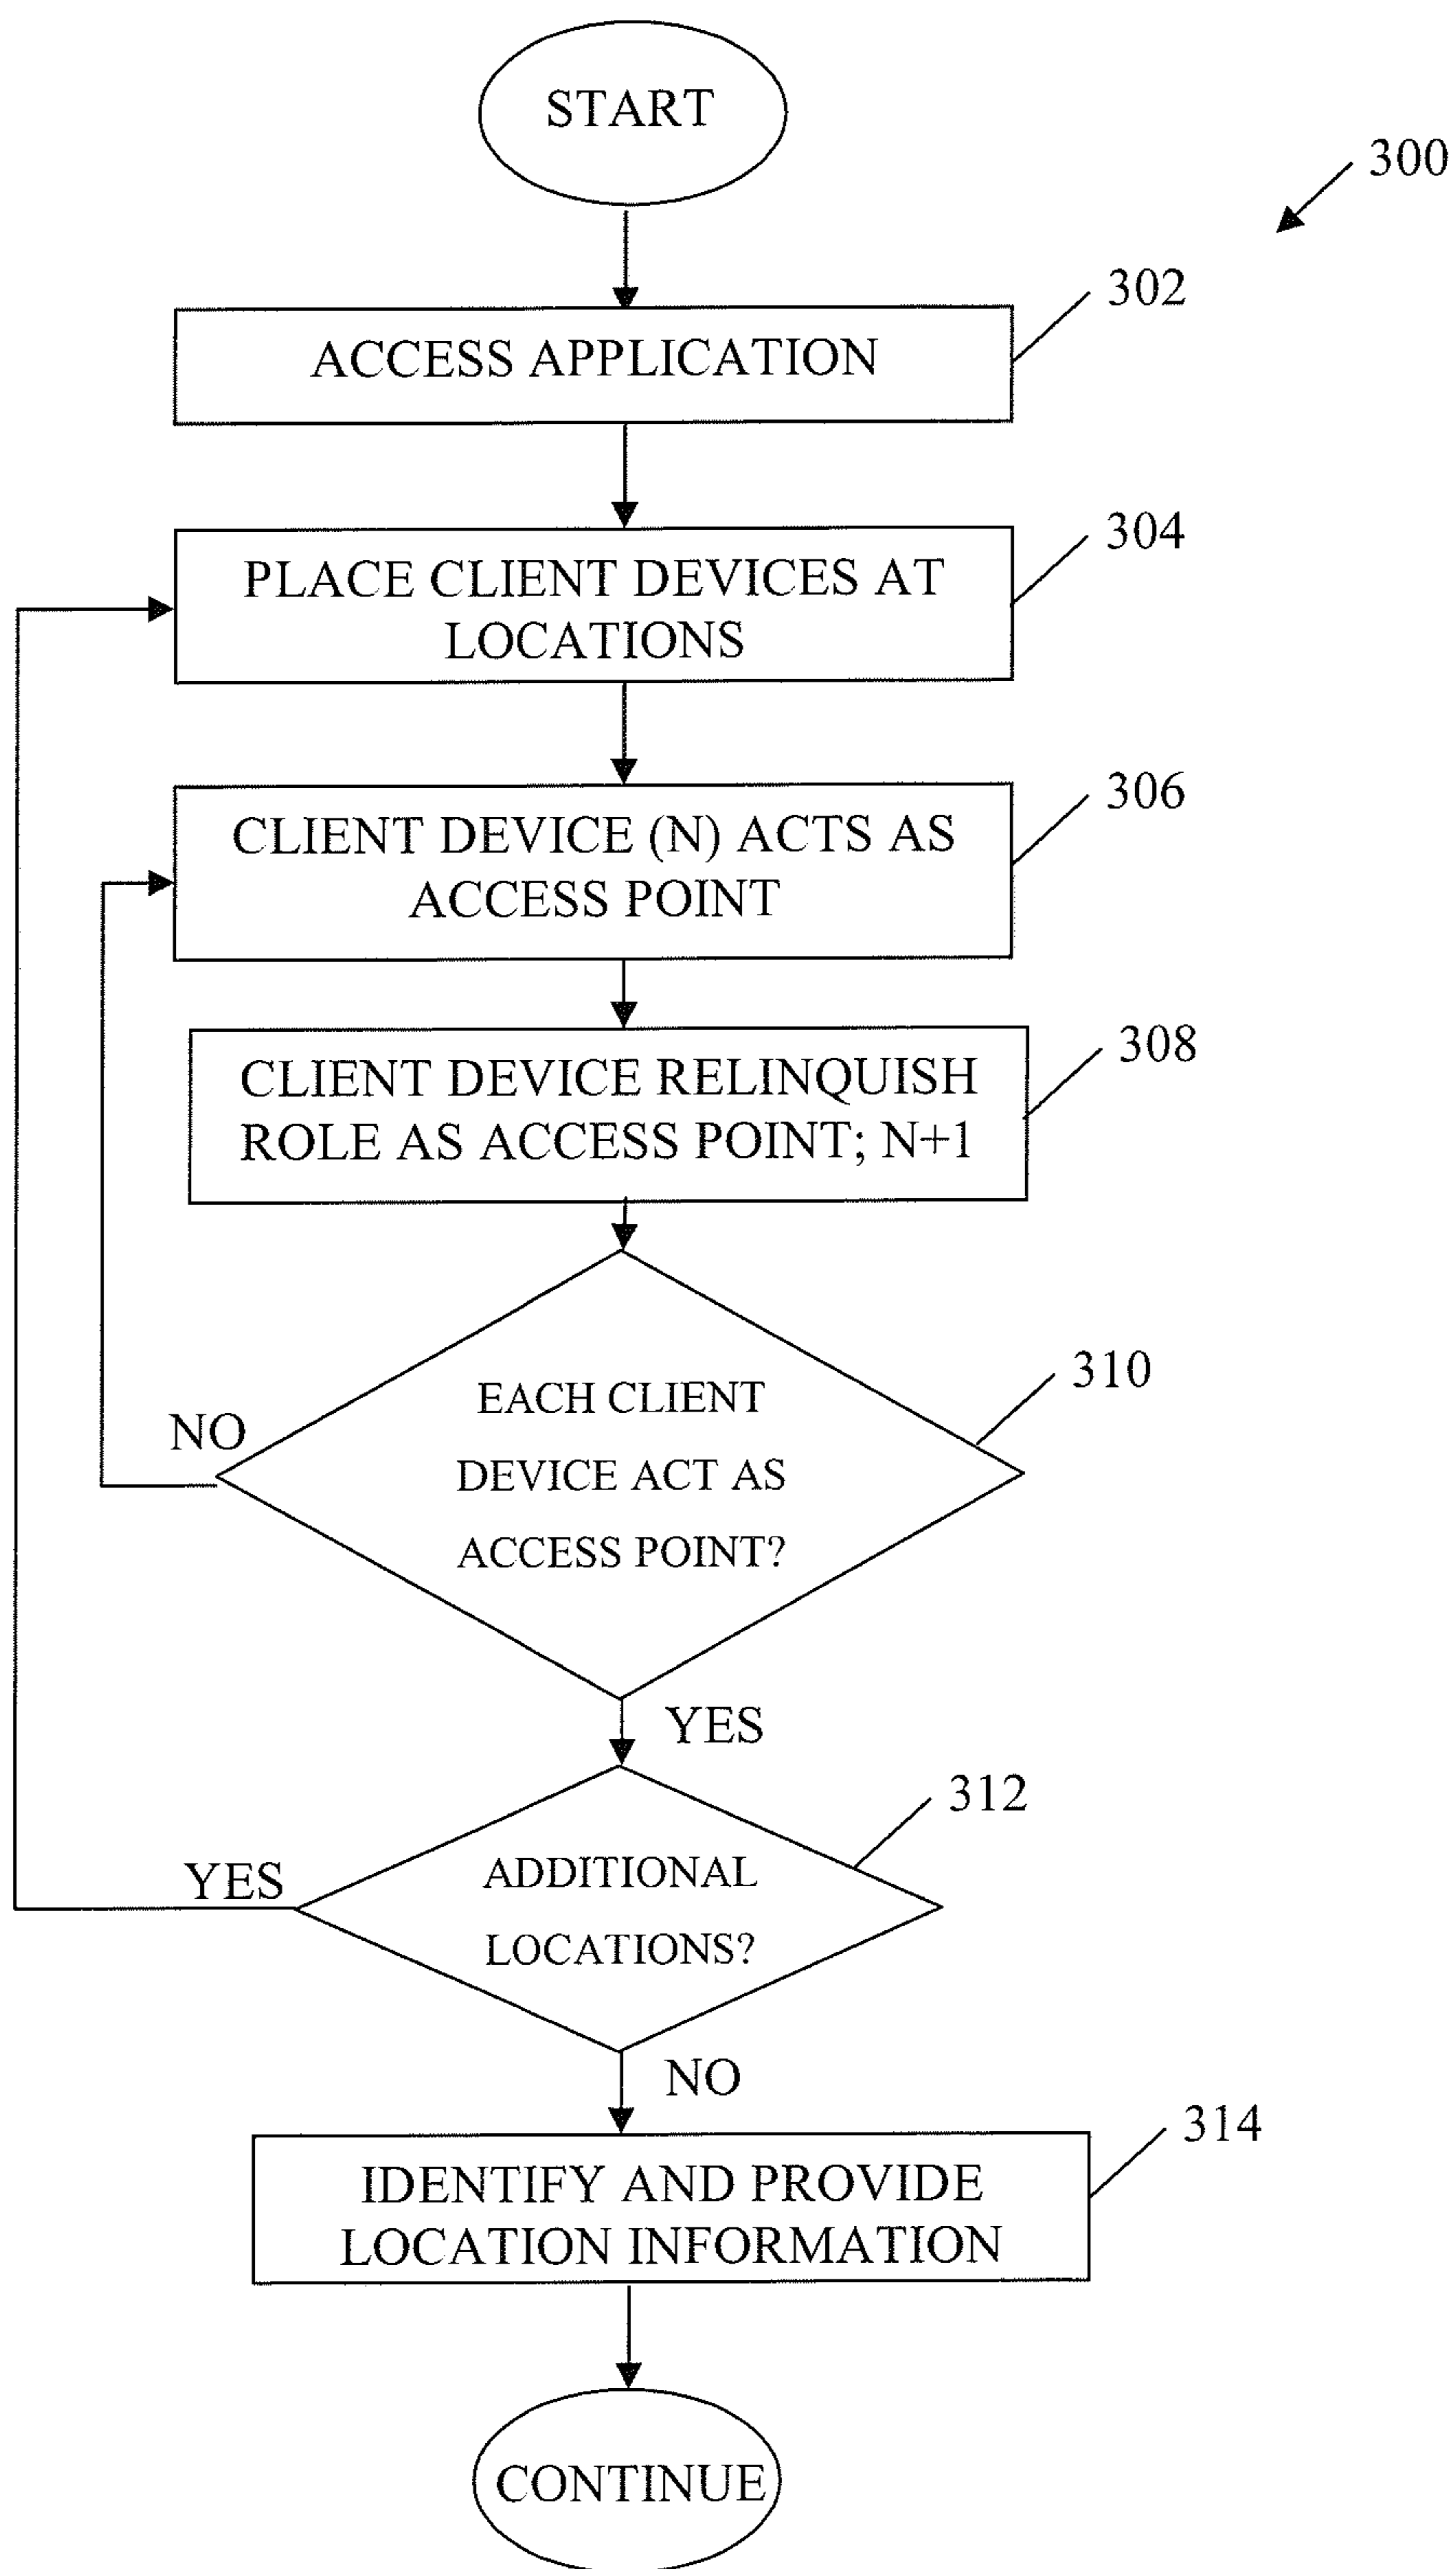 START
300
302
ACCESS APPLICATION
304
PLACE CLIENT DEVICES AT
LOCATIONS
306
CLIENT DEVICE (N) ACTS AS
ACCESS POINT
308
CLIENT DEVICE RELINQUISH
ROLE AS ACCESS POINT; N+1
310
EACH CLIENT
DEVICE ACT AS
ACCESS POINT?
NO
YES
312
ADDITIONAL
LOCATIONS?
YES
NO
314
IDENTIFY AND PROVIDE
LOCATION INFORMATION
CONTINUE